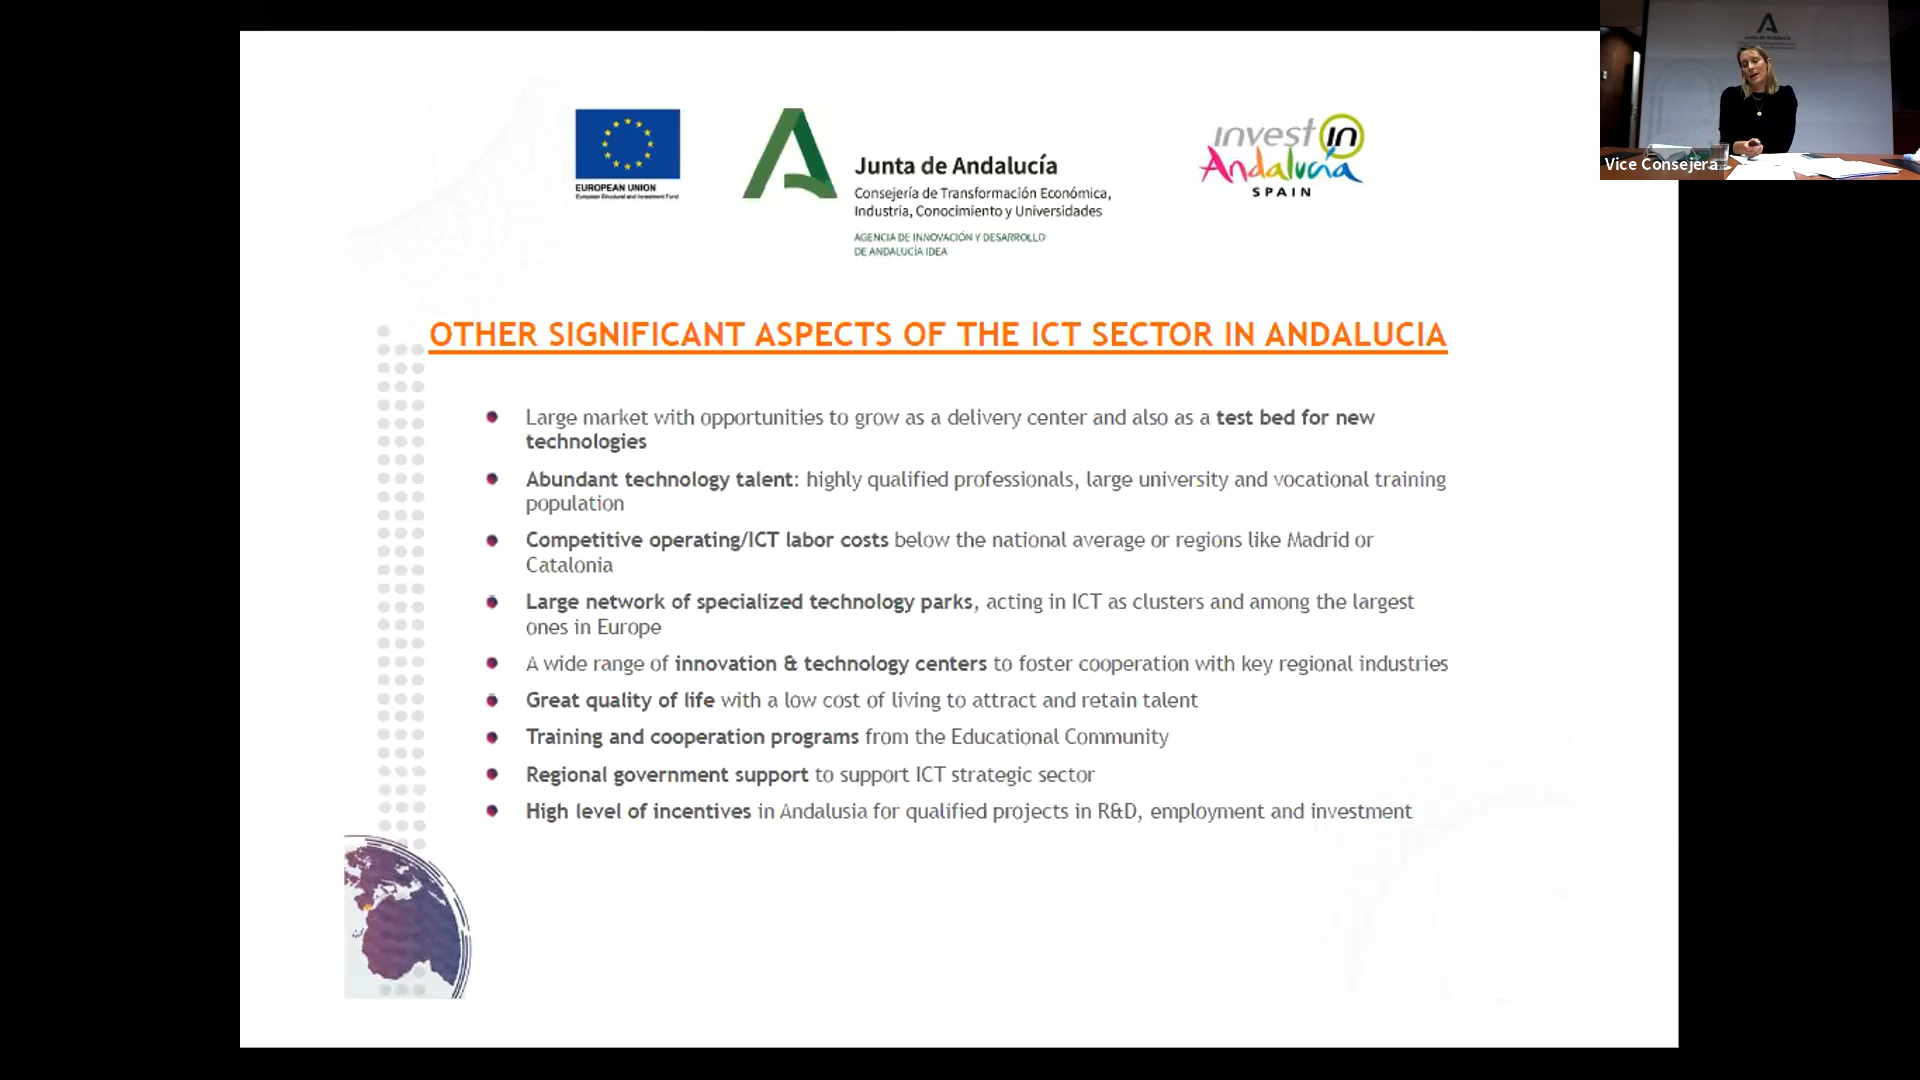 EUROPEAN UNION
European Structural and Investment Fund
Junta de Andalucía
Consejería de Transformación Económica,
Industria, Conocimiento y Universidades
AGENCIA DE INNOVACIÓN Y DESARROLLO
DE ANDALUCÍA IDEA
invest in
Andalucía
SPAIN
Junta de Andalucía
Vice Consejera
OTHER SIGNIFICANT ASPECTS OF THE ICT SECTOR IN ANDALUCIA
Large market with opportunities to grow as a delivery center and also as a test bed for new
technologies
Abundant technology talent: highly qualified professionals, large university and vocational training
population
Competitive operating/ICT labor costs below the national average or regions like Madrid or
Catalonia
Large network of specialized technology parks, acting in ICT as clusters and among the largest
ones in Europe
A wide range of innovation & technology centers to foster cooperation with key regional industries
Great quality of life with a low cost of living to attract and retain talent
Training and cooperation programs from the Educational Community
Regional government support to support ICT strategic sector
High level of incentives in Andalusia for qualified projects in R&D, employment and investment